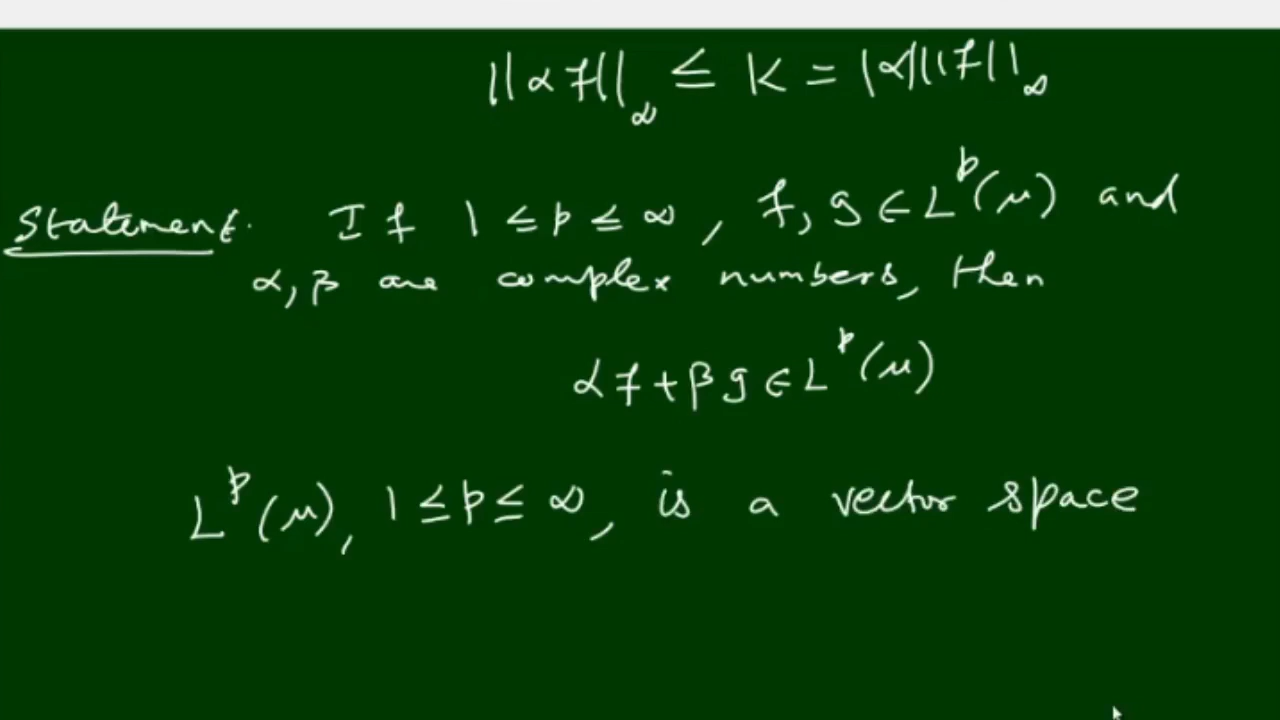 ||αf||_∞ ≤ K = |α| ||f||_∞
Statement. If 1 ≤ p ≤ ∞, f, g ∈ L^p(μ) and
α, β are complex numbers, then
αf + βg ∈ L^p(μ)
L^p(μ), 1 ≤ p ≤ ∞, is a vector space